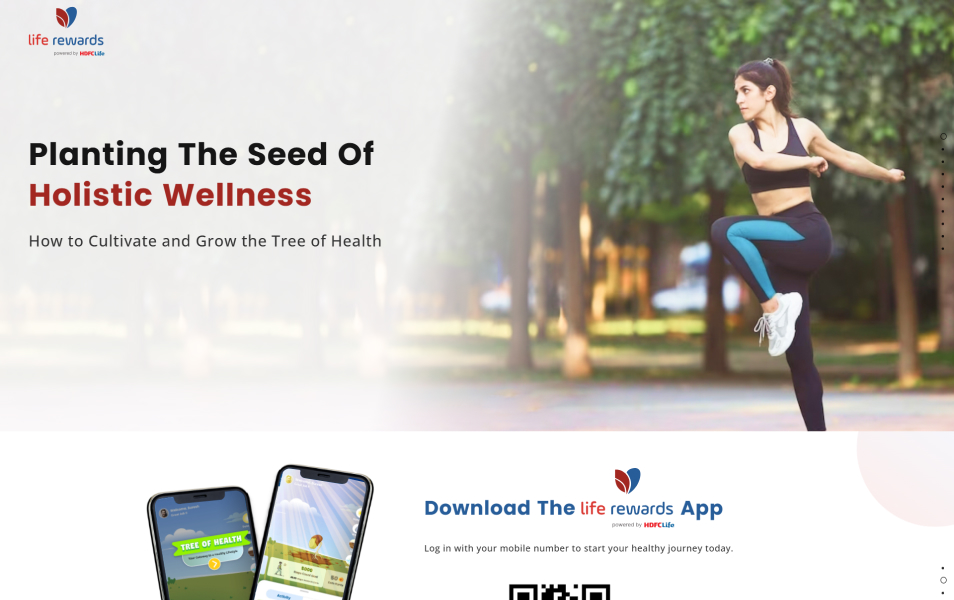 life rewards
powered by HDFC Life
Planting The Seed Of
Holistic Wellness
How to Cultivate and Grow the Tree of Health
Download The life rewards App
powered by HDFC Life
Log in with your mobile number to start your healthy journey today.
TREE OF HEALTH
Activity